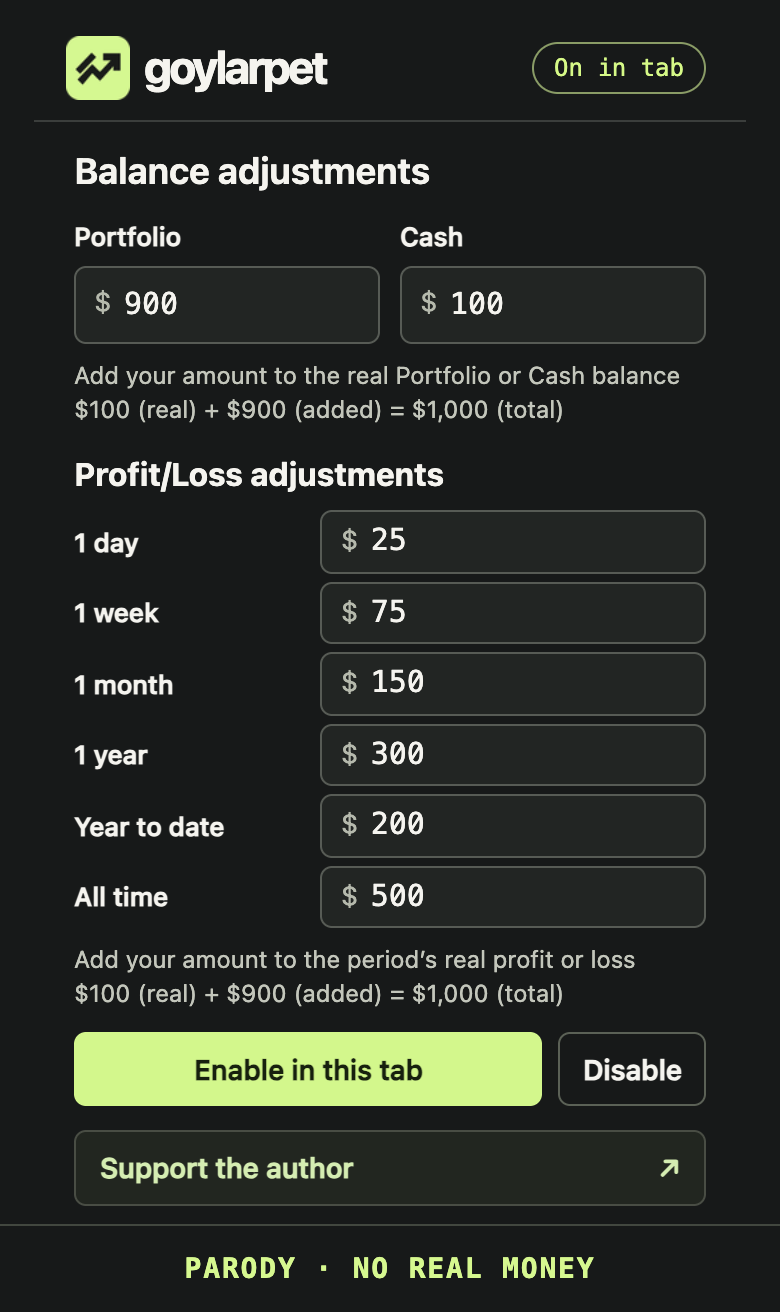 goylarpet
On in tab
Balance adjustments
Portfolio
Cash
$ 900
$ 100
Add your amount to the real Portfolio or Cash balance
$100 (real) + $900 (added) = $1,000 (total)
Profit/Loss adjustments
1 day
$ 25
1 week
$ 75
1 month
$ 150
1 year
$ 300
Year to date
$ 200
All time
$ 500
Add your amount to the period’s real profit or loss
$100 (real) + $900 (added) = $1,000 (total)
Enable in this tab
Disable
Support the author
PARODY · NO REAL MONEY